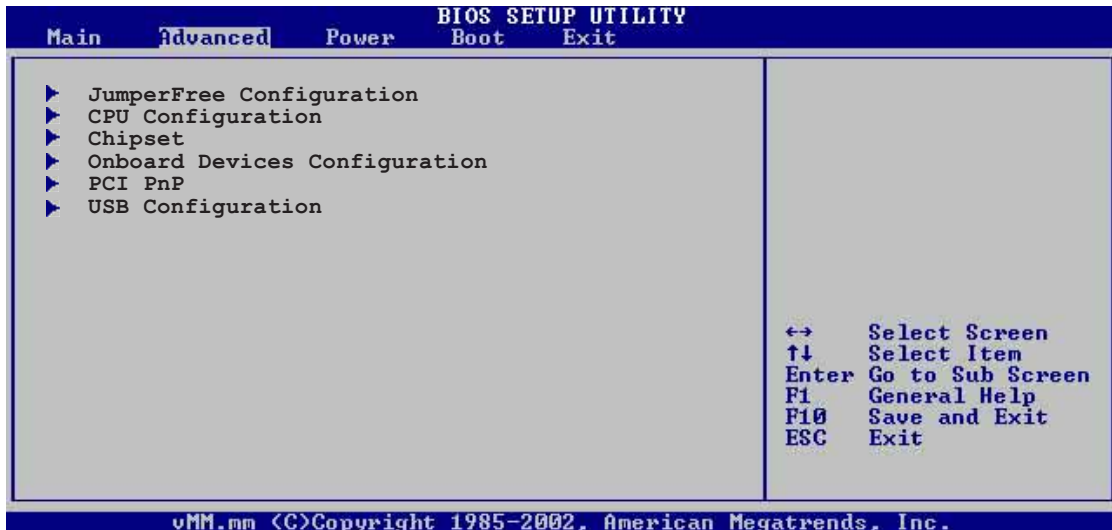 BIOS SETUP UTILITY
Main Advanced Power Boot Exit
JumperFree Configuration
CPU Configuration
Chipset
Onboard Devices Configuration
PCI PnP
USB Configuration
←→ Select Screen
↑↓ Select Item
Enter Go to Sub Screen
F1 General Help
F10 Save and Exit
ESC Exit
vMM.mm (C)Copyright 1985-2002, American Megatrends, Inc.